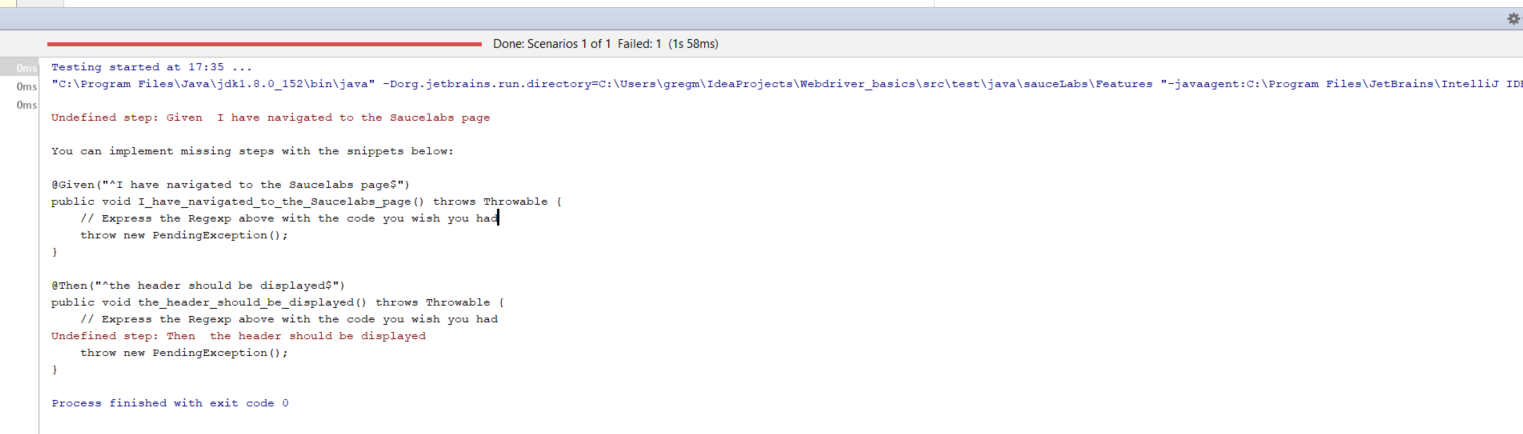 Done: Scenarios 1 of 1 Failed: 1 (1s 58ms)
0ms Testing started at 17:35 ...
0ms "C:\Program Files\Java\jdk1.8.0_152\bin\java" -Dorg.jetbrains.run.directory=C:\Users\gregm\IdeaProjects\Webdriver_basics\src\test\java\sauceLabs\Features "-javaagent:C:\Program Files\JetBrains\IntelliJ IDE
0ms
Undefined step: Given  I have navigated to the Saucelabs page
You can implement missing steps with the snippets below:
@Given("^I have navigated to the Saucelabs page$")
public void I_have_navigated_to_the_Saucelabs_page() throws Throwable {
    // Express the Regexp above with the code you wish you had
    throw new PendingException();
}
@Then("^the header should be displayed$")
public void the_header_should_be_displayed() throws Throwable {
    // Express the Regexp above with the code you wish you had
Undefined step: Then  the header should be displayed
    throw new PendingException();
}
Process finished with exit code 0